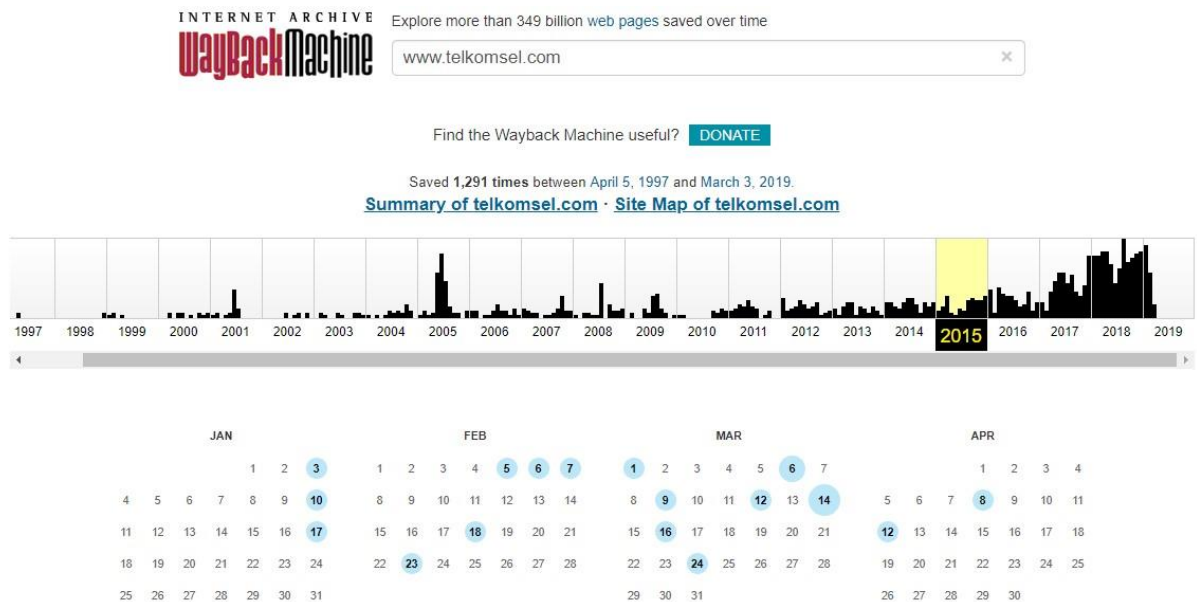 INTERNET ARCHIVE
WayBackMachine
Explore more than 349 billion web pages saved over time
www.telkomsel.com ×
Find the Wayback Machine useful? DONATE
Saved 1,291 times between April 5, 1997 and March 3, 2019.
Summary of telkomsel.com · Site Map of telkomsel.com
1997 1998 1999 2000 2001 2002 2003 2004 2005 2006 2007 2008 2009 2010 2011 2012 2013 2014 2015 2016 2017 2018 2019
JAN FEB MAR APR
1 2 3 1 2 3 4 5 6 7 1 2 3 4 5 6 7 1 2 3 4
4 5 6 7 8 9 10 8 9 10 11 12 13 14 8 9 10 11 12 13 14 5 6 7 8 9 10 11
11 12 13 14 15 16 17 15 16 17 18 19 20 21 15 16 17 18 19 20 21 12 13 14 15 16 17 18
18 19 20 21 22 23 24 22 23 24 25 26 27 28 22 23 24 25 26 27 28 19 20 21 22 23 24 25
25 26 27 28 29 30 31 29 30 31 26 27 28 29 30